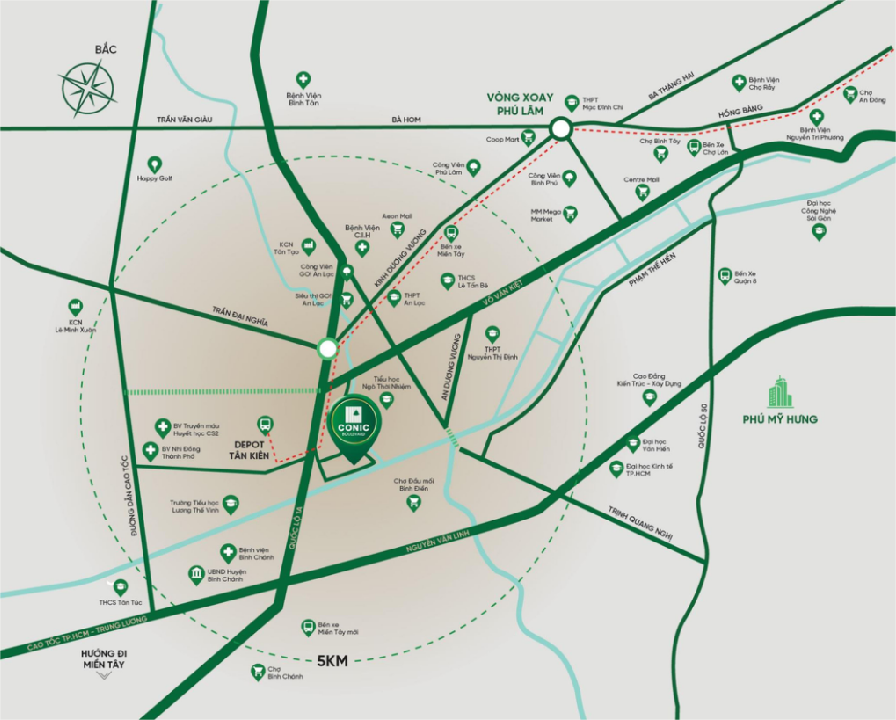 BẮC
Bệnh Viện
Bình Tân
VÒNG XOAY
PHÚ LÂM
THPT
Mạc Đĩnh Chi
BÀ THÁNG HAI
Bệnh Viện
Chợ Rẫy
Chợ
An Đông
TRẦN VĂN GIÀU
BÀ HOM
HỒNG BÀNG
Bệnh Viện
Nguyễn Tri Phương
Coop Mart
Chợ Bình Tây
Bến Xe
Chợ Lớn
Happy Golf
Công Viên
Phú Lâm
Công Viên
Bình Phú
Centre Mall
MM Mega
Market
Đại học
Công Nghệ
Sài Gòn
Aeon Mall
Bệnh Viện
C.I.H
KCN
Tân Tạo
KINH DƯƠNG VƯƠNG
Bến xe
Miền Tây
Công Viên
GO! An Lạc
THCS
Lê Tấn Bê
PHẠM THẾ HIỂN
Bến Xe
Quận 8
Siêu thị GO!
An Lạc
THPT
An Lạc
VÕ VĂN KIỆT
KCN
Lê Minh Xuân
TRẦN ĐẠI NGHĨA
THPT
Nguyễn Thị Định
AN DƯƠNG VƯƠNG
Tiểu học
Ngô Thời Nhiệm
Cao Đẳng
Kiến Trúc - Xây Dựng
CONIC
BOULEVARD
PHÚ MỸ HƯNG
QUỐC LỘ 50
BV Truyền máu
Huyết học CS2
DEPOT
TÂN KIÊN
BV Nhi Đồng
Thành Phố
Đại học
Văn Hiến
Đại học Kinh tế
TP.HCM
Chợ Đầu mối
Bình Điền
ĐƯỜNG DẪN CAO TỐC
Trường Tiểu học
Lương Thế Vinh
QUỐC LỘ 1A
TRỊNH QUANG NGHỊ
NGUYỄN VĂN LINH
Bệnh viện
Bình Chánh
UBND Huyện
Bình Chánh
THCS Tân Túc
CAO TỐC TP.HCM - TRUNG LƯƠNG
Bến xe
Miền Tây mới
HƯỚNG ĐI
MIỀN TÂY
5KM
Chợ
Bình Chánh